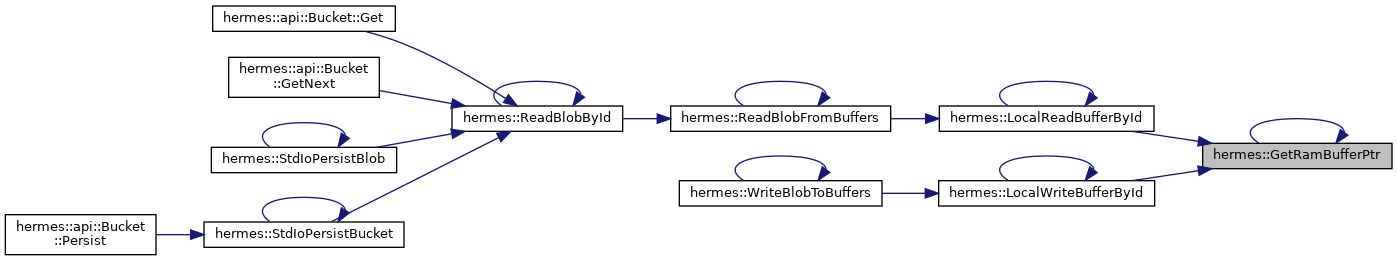 hermes::api::Bucket::Get
hermes::api::Bucket
::GetNext
hermes::StdIoPersistBlob
hermes::api::Bucket
::Persist
hermes::StdIoPersistBucket
hermes::ReadBlobById
hermes::ReadBlobFromBuffers
hermes::WriteBlobToBuffers
hermes::LocalReadBufferById
hermes::LocalWriteBufferById
hermes::GetRamBufferPtr